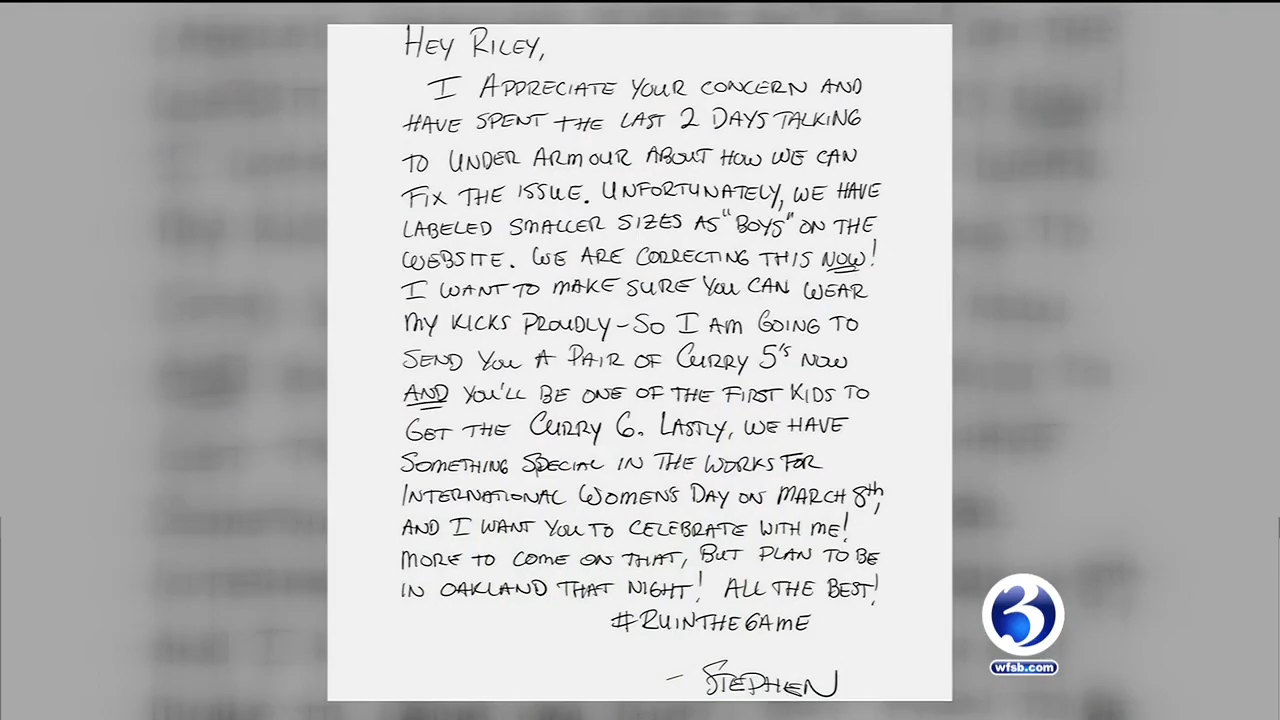 HEY RILEY,
I APPRECIATE YOUR CONCERN AND
HAVE SPENT THE LAST 2 DAYS TALKING
TO UNDER ARMOUR ABOUT HOW WE CAN
FIX THE ISSUE. UNFORTUNATELY, WE HAVE
LABELED SMALLER SIZES AS "BOYS" ON THE
WEBSITE. WE ARE CORRECTING THIS NOW!
I WANT TO MAKE SURE YOU CAN WEAR
MY KICKS PROUDLY - SO I AM GOING TO
SEND YOU A PAIR OF CURRY 5's NOW
AND YOU'LL BE ONE OF THE FIRST KIDS TO
GET THE CURRY 6. LASTLY, WE HAVE
SOMETHING SPECIAL IN THE WORKS FOR
INTERNATIONAL WOMENS DAY ON MARCH 8th,
AND I WANT YOU TO CELEBRATE WITH ME!
MORE TO COME ON THAT, BUT PLAN TO BE
IN OAKLAND THAT NIGHT! ALL THE BEST!
#RUINTHEGAME
- STEPHEN
3
wfsb.com